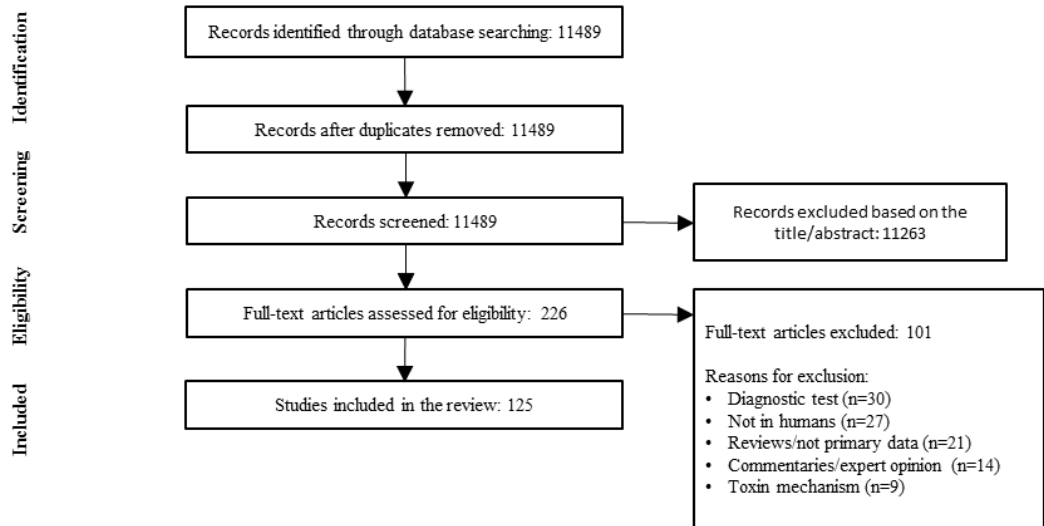 Identification
Records identified through database searching: 11489
Records after duplicates removed: 11489
Screening
Records screened: 11489
Records excluded based on the
title/abstract: 11263
Eligibility
Full-text articles assessed for eligibility: 226
Full-text articles excluded: 101
Reasons for exclusion:
• Diagnostic test (n=30)
• Not in humans (n=27)
• Reviews/not primary data (n=21)
• Commentaries/expert opinion (n=14)
• Toxin mechanism (n=9)
Included
Studies included in the review: 125